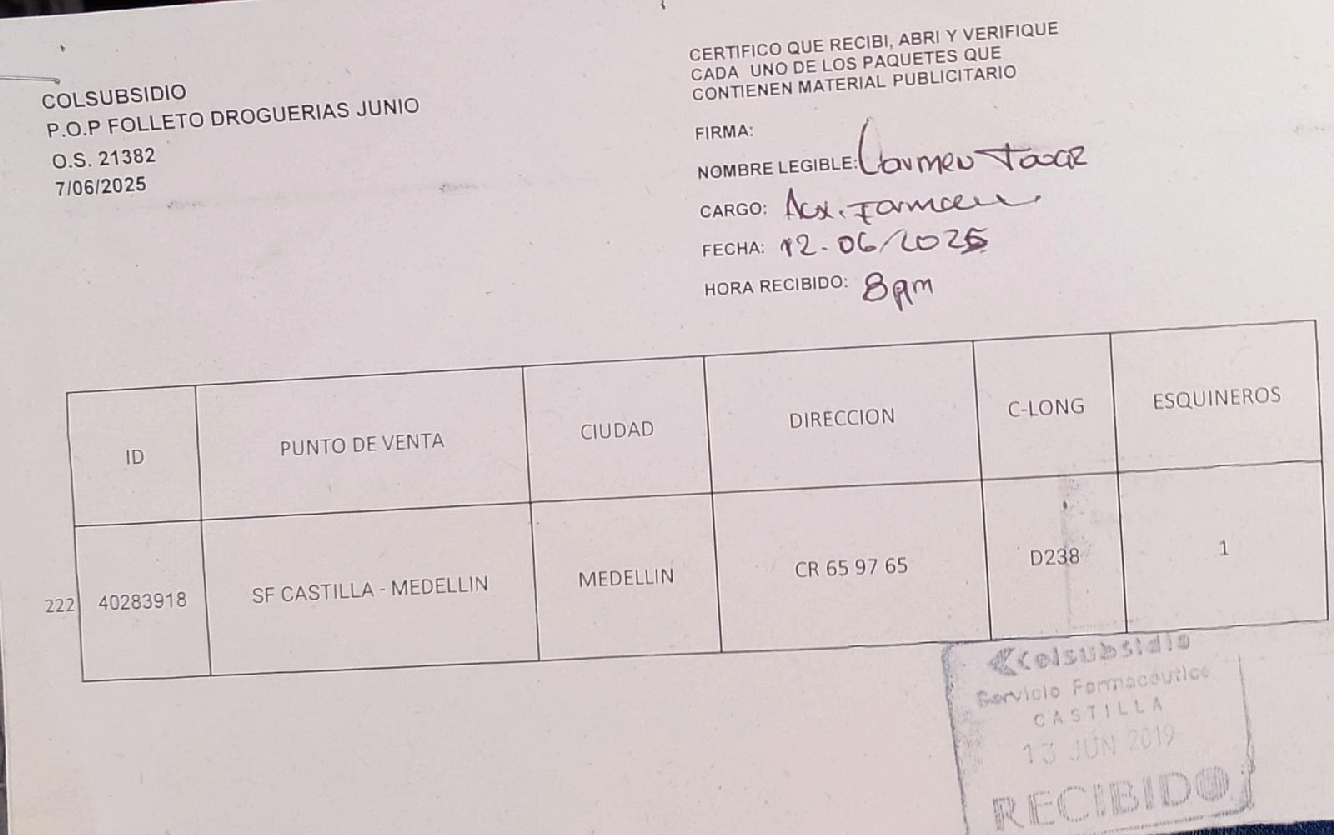 COLSUBSIDIO
P.O.P FOLLETO DROGUERIAS JUNIO
O.S. 21382
7/06/2025
CERTIFICO QUE RECIBI, ABRI Y VERIFIQUE
CADA UNO DE LOS PAQUETES QUE
CONTIENEN MATERIAL PUBLICITARIO
FIRMA:
NOMBRE LEGIBLE: Carmen
CARGO: Aux.
FECHA: 12-06/2025
HORA RECIBIDO: 8pm
ID PUNTO DE VENTA CIUDAD DIRECCION C-LONG ESQUINEROS
222 40283918 SF CASTILLA - MEDELLIN MEDELLIN CR 65 97 65 D238 1
Colsubsidio
Servicio Farmacéutico
CASTILLA
13 JUN 2019
RECIBIDO